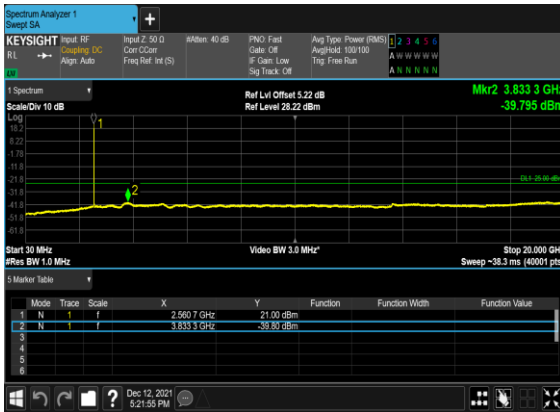 Spectrum Analyzer 1
Swept SA
KEYSIGHT
RL
Input: RF
Coupling: DC
Align: Auto
Input Z: 50 Ω
Corr CCorr
Freq Ref: Int (S)
#Atten: 40 dB
PNO: Fast
Gate: Off
IF Gain: Low
Sig Track: Off
Avg Type: Power (RMS)
Avg|Hold: 100/100
Trig: Free Run
1 2 3 4 5 6
A W W W W W
A N N N N N
1 Spectrum
Scale/Div 10 dB
Ref Lvl Offset 5.22 dB
Ref Level 28.22 dBm
Mkr2 3.833 3 GHz
-39.795 dBm
Log
18.2
8.22
-1.78
-11.8
-21.8
-31.8
-41.8
-51.8
-61.8
1
2
DL1 -25.00 dBm
Start 30 MHz
#Res BW 1.0 MHz
Video BW 3.0 MHz*
Stop 20.000 GHz
Sweep ~38.3 ms (40001 pts)
5 Marker Table
Mode Trace Scale X Y Function Function Width Function Value
1 N 1 f 2.560 7 GHz 21.00 dBm
2 N 1 f 3.833 3 GHz -39.80 dBm
3
4
5
6
Dec 12, 2021
5:21:55 PM